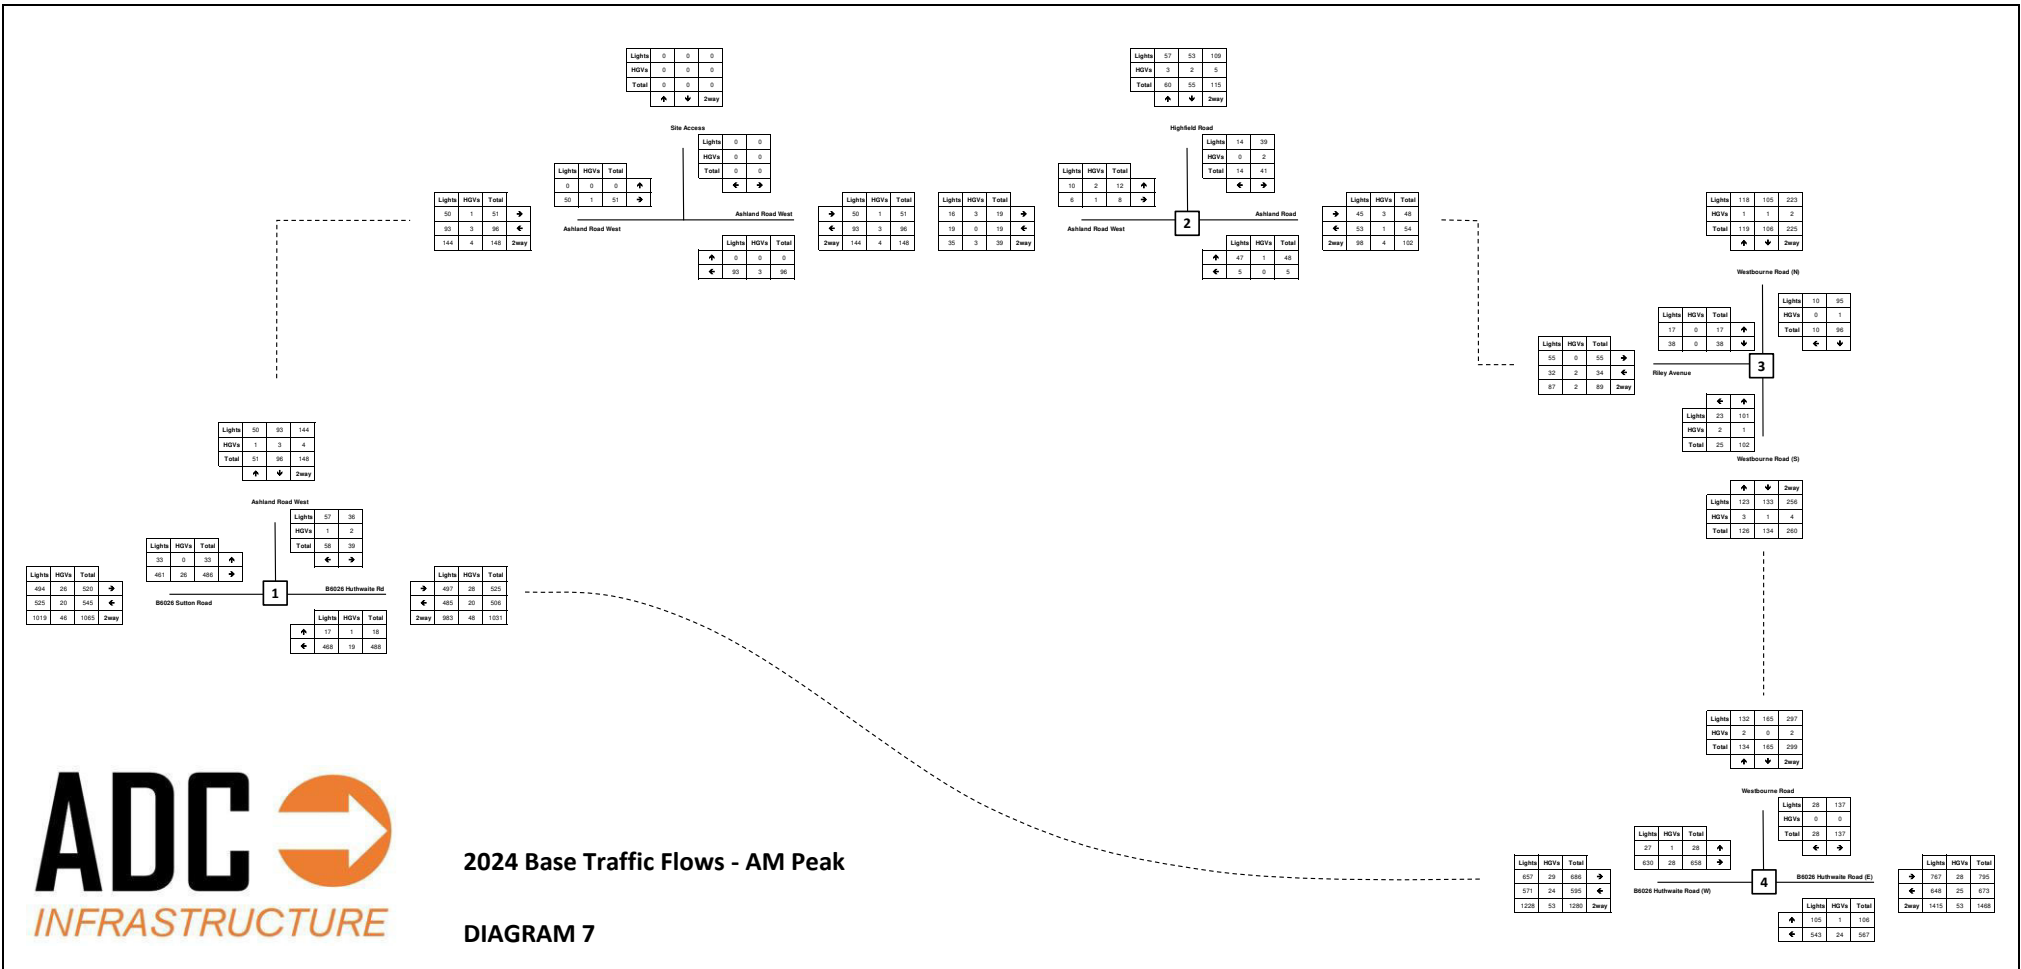 Lights 0 0 0
HGVs 0 0 0
Total 0 0 0
↑ ↓ 2way
Site Access
Lights 0 0
HGVs 0 0
Total 0 0
← →
Lights HGVs Total
0 0 0 ↑
50 1 51 →
Lights HGVs Total
50 1 51 →
93 3 96 ←
144 4 148 2way
Ashland Road West
Ashland Road West
Lights HGVs Total
→ 50 1 51
← 93 3 96
2way 144 4 148
Lights HGVs Total
↑ 0 0 0
← 93 3 96
Lights 57 53 109
HGVs 3 2 5
Total 60 55 115
↑ ↓ 2way
Highfield Road
Lights 14 39
HGVs 0 2
Total 14 41
← →
Lights HGVs Total
10 2 12 ↑
6 1 8 →
Lights HGVs Total
16 3 19 →
19 0 19 ←
35 3 39 2way
Ashland Road
Ashland Road West
2
Lights HGVs Total
→ 45 3 48
← 53 1 54
2way 98 4 102
Lights HGVs Total
↑ 47 1 48
← 5 0 5
Lights 118 105 223
HGVs 1 1 2
Total 119 106 225
↑ ↓ 2way
Westbourne Road (N)
Lights 10 95
HGVs 0 1
Total 10 96
← ↓
Lights HGVs Total
17 0 17 ↑
38 0 38 ↓
Lights HGVs Total
55 0 55 →
32 2 34 ←
87 2 89 2way
Riley Avenue
3
← ↑
Lights 23 101
HGVs 2 1
Total 25 102
Westbourne Road (S)
↑ ↓ 2way
Lights 123 133 256
HGVs 3 1 4
Total 126 134 260
Lights 50 93 144
HGVs 1 3 4
Total 51 96 148
↑ ↓ 2way
Ashland Road West
Lights 57 36
HGVs 1 2
Total 58 39
← →
Lights HGVs Total
33 0 33 ↑
461 26 486 →
Lights HGVs Total
494 26 520 →
525 20 545 ←
1019 46 1065 2way
B6026 Sutton Road
1
B6026 Huthwaite Rd
Lights HGVs Total
→ 497 28 525
← 485 20 506
2way 983 48 1031
Lights HGVs Total
↑ 17 1 18
← 468 19 488
Lights 132 165 297
HGVs 2 0 2
Total 134 165 299
↑ ↓ 2way
Westbourne Road
Lights 28 137
HGVs 0 0
Total 28 137
← →
Lights HGVs Total
27 1 28 ↑
630 28 658 →
Lights HGVs Total
657 29 686 →
571 24 595 ←
1228 53 1280 2way
B6026 Huthwaite Road (W)
4
B6026 Huthwaite Road (E)
Lights HGVs Total
→ 767 28 795
← 648 25 673
2way 1415 53 1468
Lights HGVs Total
↑ 105 1 106
← 543 24 567
ADC
INFRASTRUCTURE
2024 Base Traffic Flows - AM Peak
DIAGRAM 7